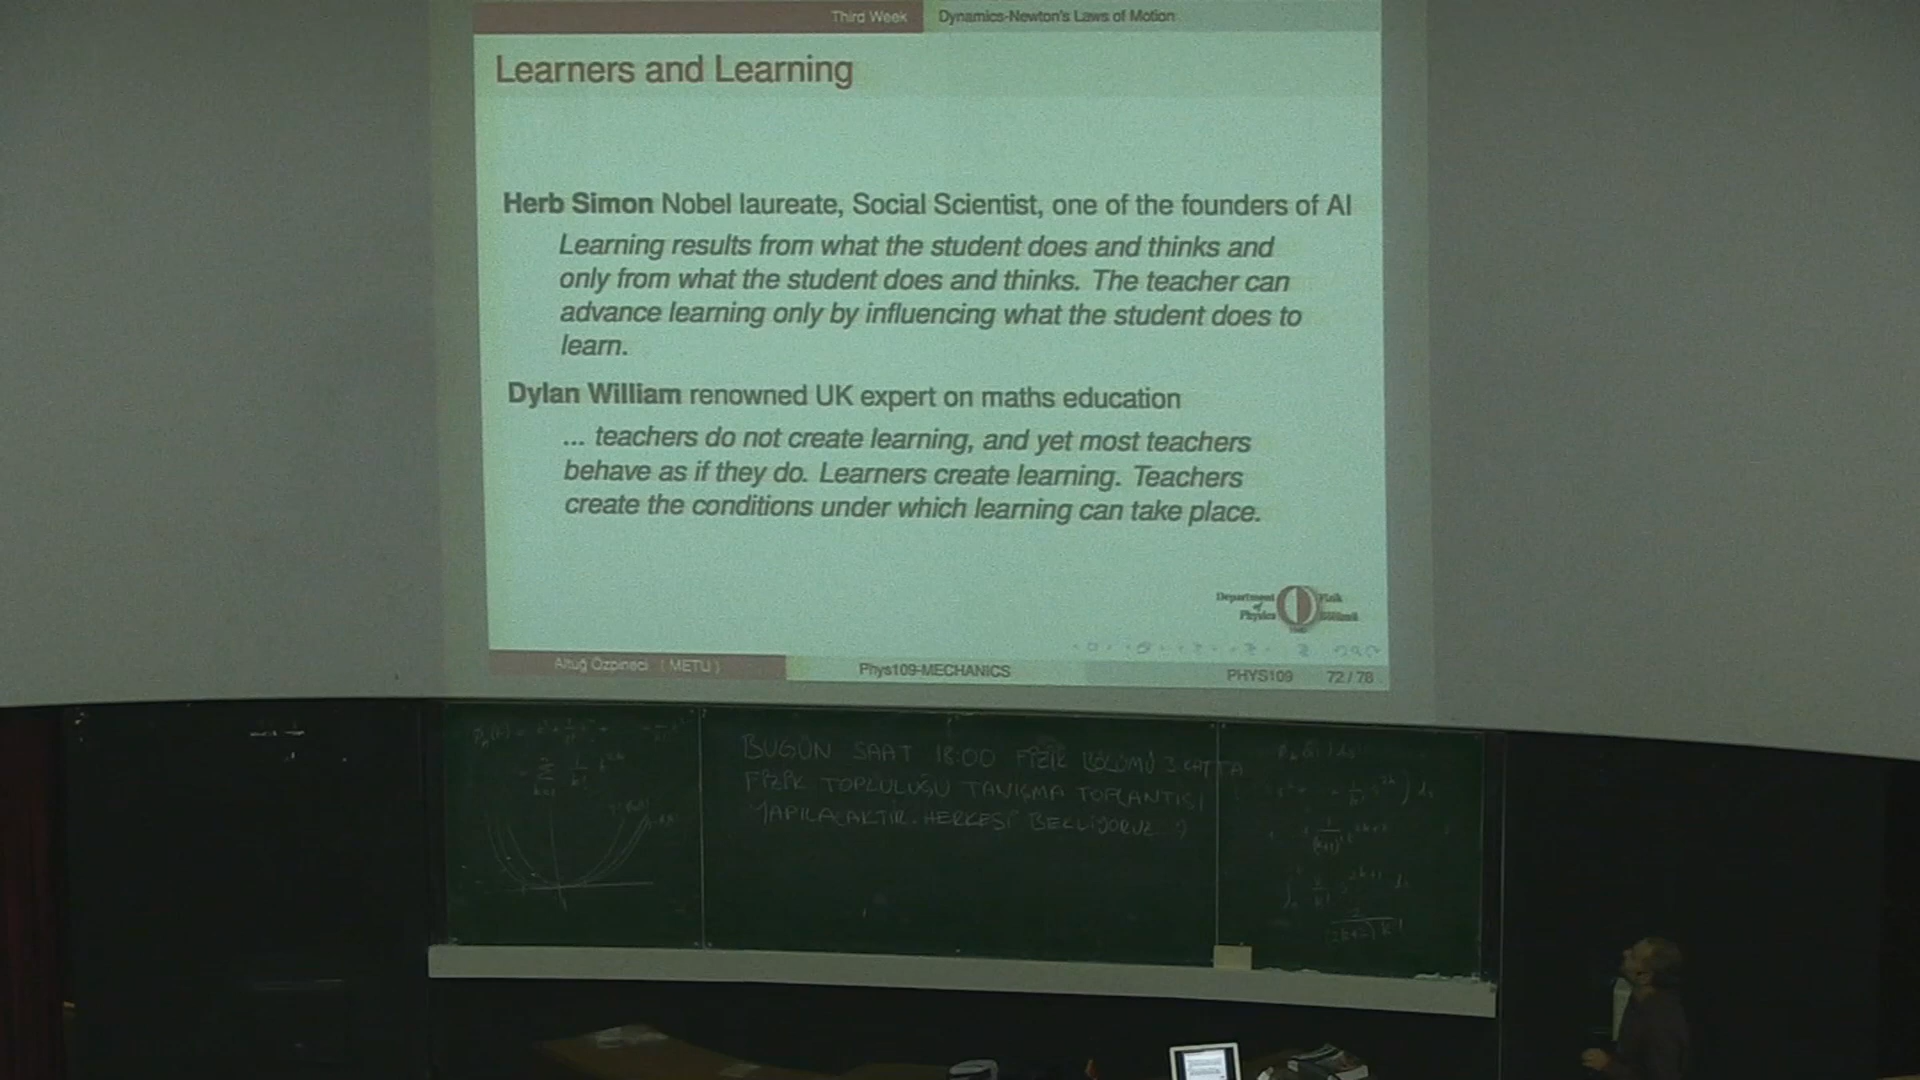 Third Week Dynamics-Newton's Laws of Motion
Learners and Learning
Herb Simon Nobel laureate, Social Scientist, one of the founders of AI
Learning results from what the student does and thinks and
only from what the student does and thinks. The teacher can
advance learning only by influencing what the student does to
learn.
Dylan William renowned UK expert on maths education
... teachers do not create learning, and yet most teachers
behave as if they do. Learners create learning. Teachers
create the conditions under which learning can take place.
Department
of
Physics
Fizik
Bölümü
Altuğ Özpineci (METU) Phys109-MECHANICS PHYS109 72 / 78
BUGÜN SAAT 18:00 FİZİK BÖLÜMÜ 3.KATTA
FİZİK TOPLULUĞU TANIŞMA TOPLANTISI
YAPILACAKTIR. HERKESİ BEKLİYORUZ :)